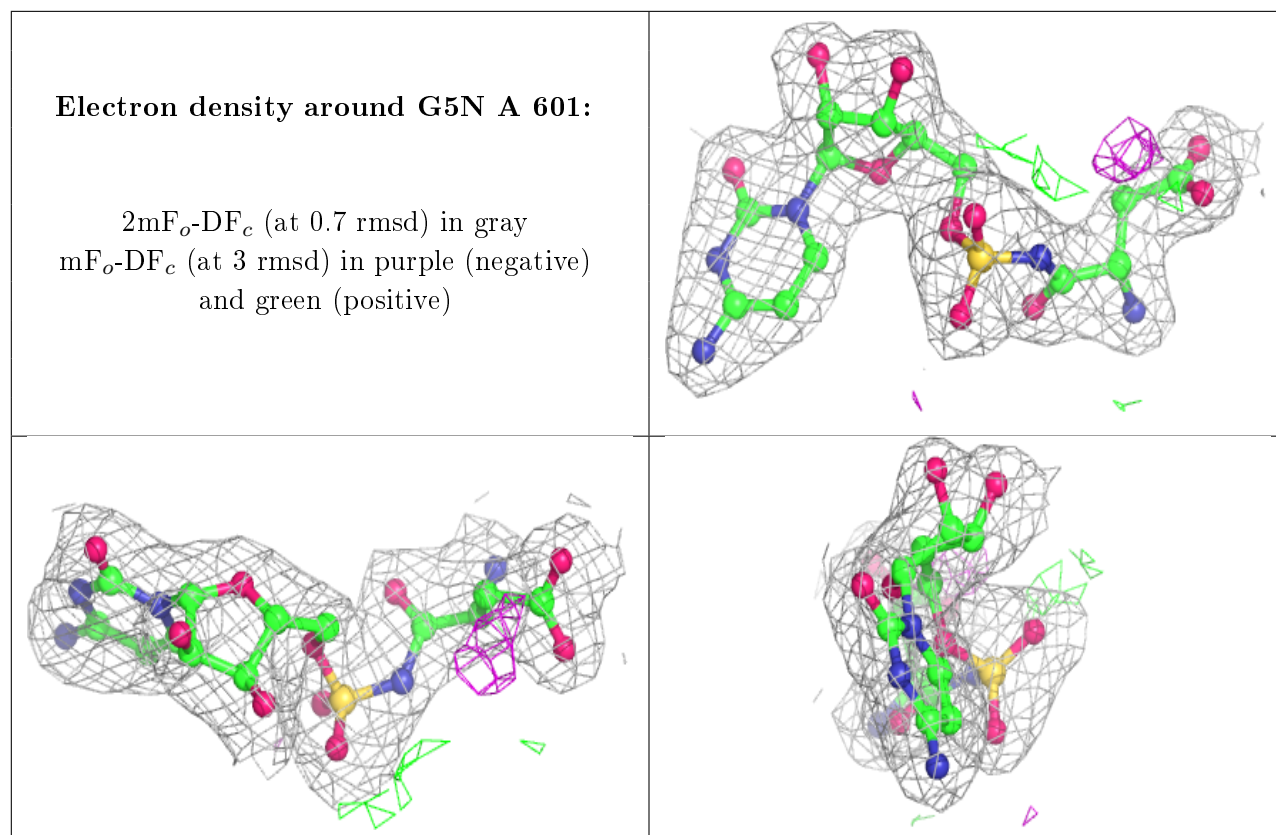 Electron density around G5N A 601:
2mFₒ-DF𝒸 (at 0.7 rmsd) in gray
mFₒ-DF𝒸 (at 3 rmsd) in purple (negative)
and green (positive)